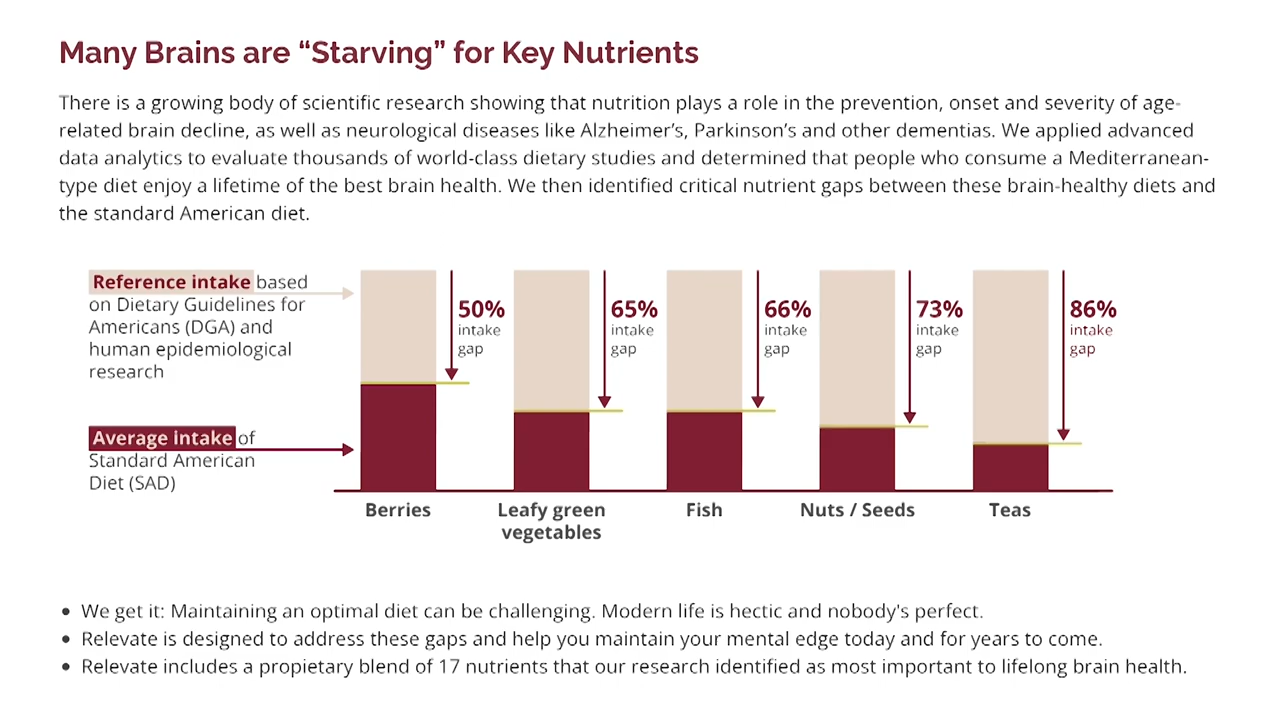 Many Brains are “Starving” for Key Nutrients
There is a growing body of scientific research showing that nutrition plays a role in the prevention, onset and severity of age-
related brain decline, as well as neurological diseases like Alzheimer’s, Parkinson’s and other dementias. We applied advanced
data analytics to evaluate thousands of world-class dietary studies and determined that people who consume a Mediterranean-
type diet enjoy a lifetime of the best brain health. We then identified critical nutrient gaps between these brain-healthy diets and
the standard American diet.
Reference intake based
on Dietary Guidelines for
Americans (DGA) and
human epidemiological
research
Average intake of
Standard American
Diet (SAD)
50%
intake
gap
65%
intake
gap
66%
intake
gap
73%
intake
gap
86%
intake
gap
Berries
Leafy green
vegetables
Fish
Nuts / Seeds
Teas
• We get it: Maintaining an optimal diet can be challenging. Modern life is hectic and nobody's perfect.
• Relevate is designed to address these gaps and help you maintain your mental edge today and for years to come.
• Relevate includes a propietary blend of 17 nutrients that our research identified as most important to lifelong brain health.